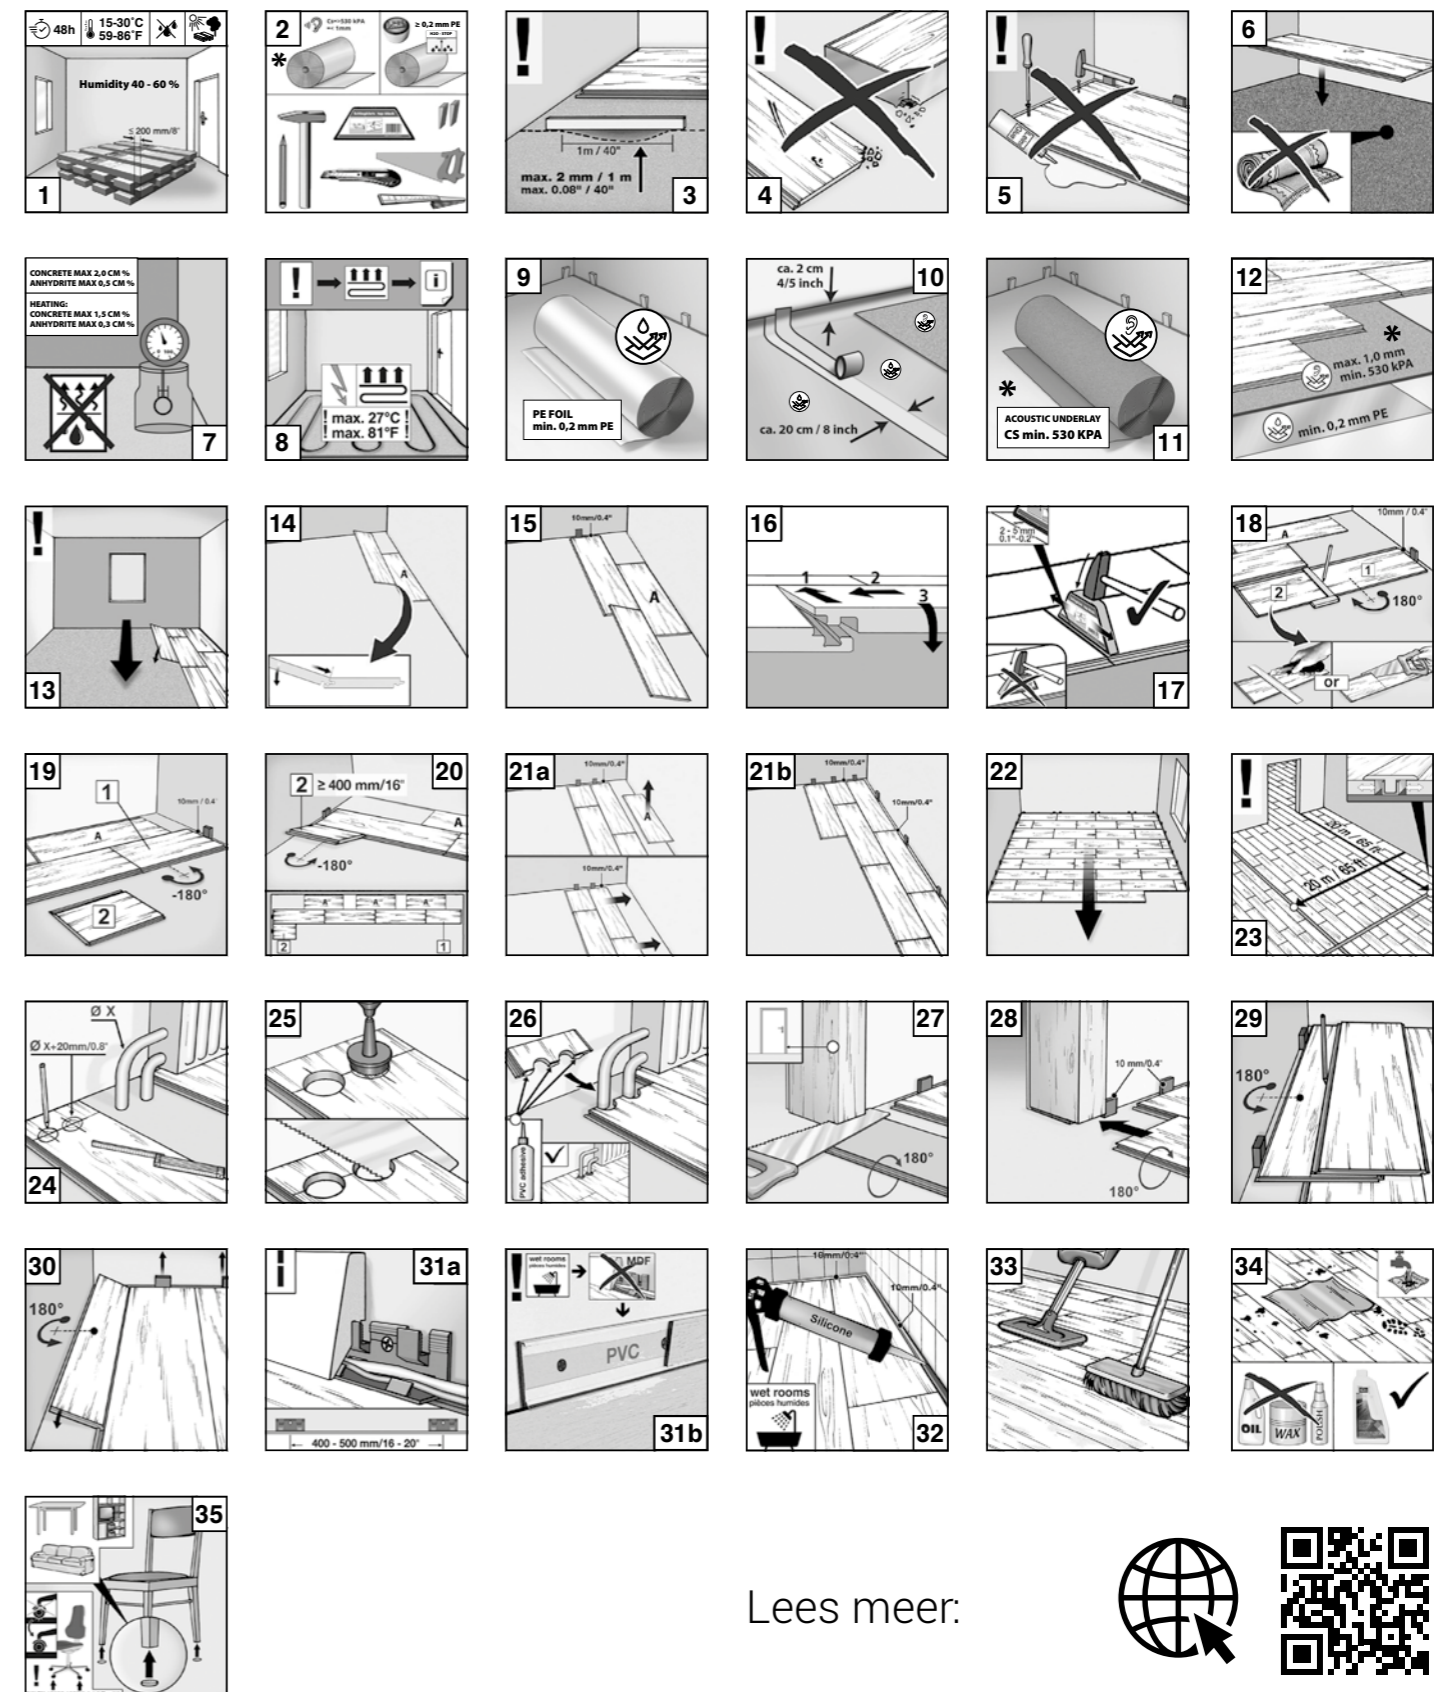 48h
15-30°C
59-86°F
Humidity 40 - 60 %
≤ 200 mm/8"
1
2
Cs<=530 kPA
=< 1mm
≥ 0,2 mm PE
H2O - STOP
*
1m / 40"
max. 2 mm / 1 m
max. 0.08" / 40"
3
4
5
6
CONCRETE MAX 2,0 CM %
ANHYDRITE MAX 0,5 CM %
HEATING:
CONCRETE MAX 1,5 CM %
ANHYDRITE MAX 0,3 CM %
7
max. 27°C
max. 81°F
8
9
PE FOIL
min. 0,2 mm PE
ca. 2 cm
4/5 inch
10
ca. 20 cm / 8 inch
*
ACOUSTIC UNDERLAY
CS min. 530 KPA
11
12
*
max. 1,0 mm
min. 530 kPA
min. 0,2 mm PE
13
14
A
15
10mm/0.4"
A
16
1
2
3
2 - 5 mm
0.1"-0.2"
17
18
10mm / 0.4"
A
1
2
180°
or
19
1
10mm / 0.4"
A
-180°
2
20
2 ≥ 400 mm/16"
A
-180°
A
A
A
2
1
21a
10mm/0.4"
A
10mm/0.4"
21b
10mm/0.4"
10mm/0.4"
22
20 m / 65 ft
20 m / 65 ft
23
Ø X
Ø X+20mm/0.8"
24
25
26
PVC adhesive
27
180°
28
10 mm/0.4"
180°
29
180°
30
180°
31a
400 - 500 mm/16 - 20"
wet rooms
pièces humides
MDF
PVC
31b
10mm/0.4"
10mm/0.4"
Silicone
wet rooms
pièces humides
32
33
34
OIL
WAX
POLISH
35
Lees meer: